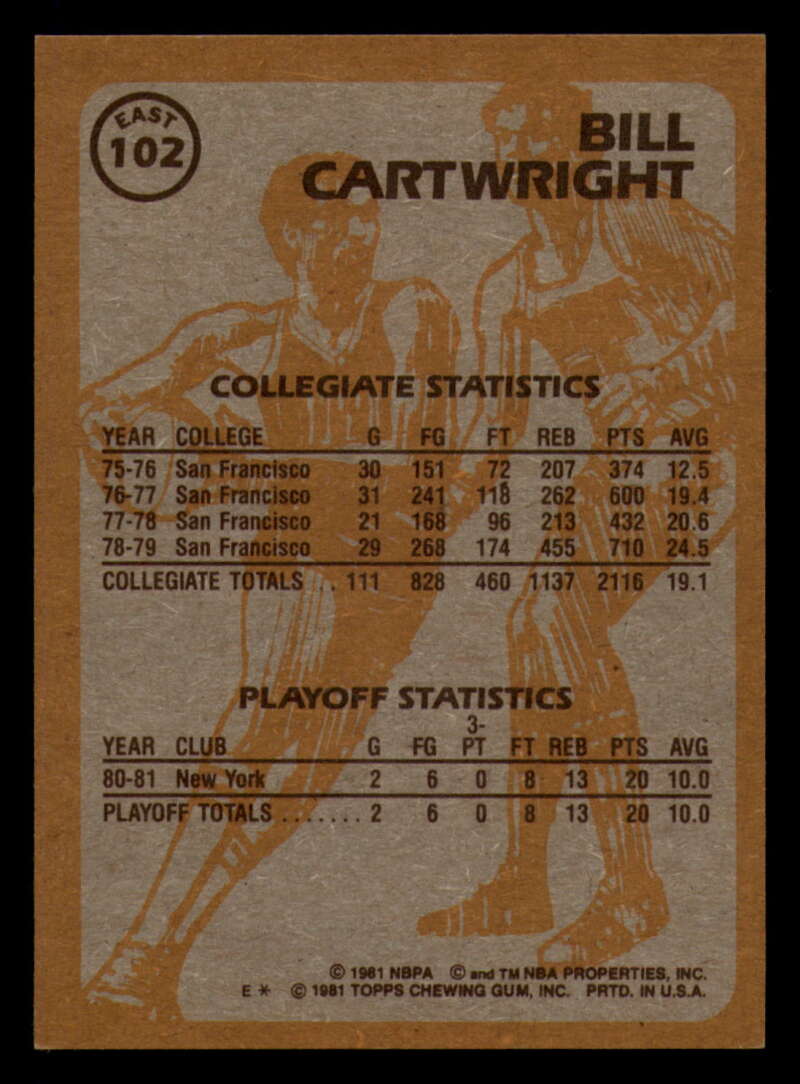 EAST
102
BILL
CARTWRIGHT
COLLEGIATE STATISTICS
YEAR COLLEGE G FG FT REB PTS AVG
75-76 San Francisco 30 151 72 207 374 12.5
76-77 San Francisco 31 241 118 262 600 19.4
77-78 San Francisco 21 168 96 213 432 20.6
78-79 San Francisco 29 268 174 455 710 24.5
COLLEGIATE TOTALS .. 111 828 460 1137 2116 19.1
PLAYOFF STATISTICS
3-
YEAR CLUB G FG PT FT REB PTS AVG
80-81 New York 2 6 0 8 13 20 10.0
PLAYOFF TOTALS ....... 2 6 0 8 13 20 10.0
© 1981 NBPA © and TM NBA PROPERTIES, INC.
E * © 1981 TOPPS CHEWING GUM, INC. PRTD. IN U.S.A.